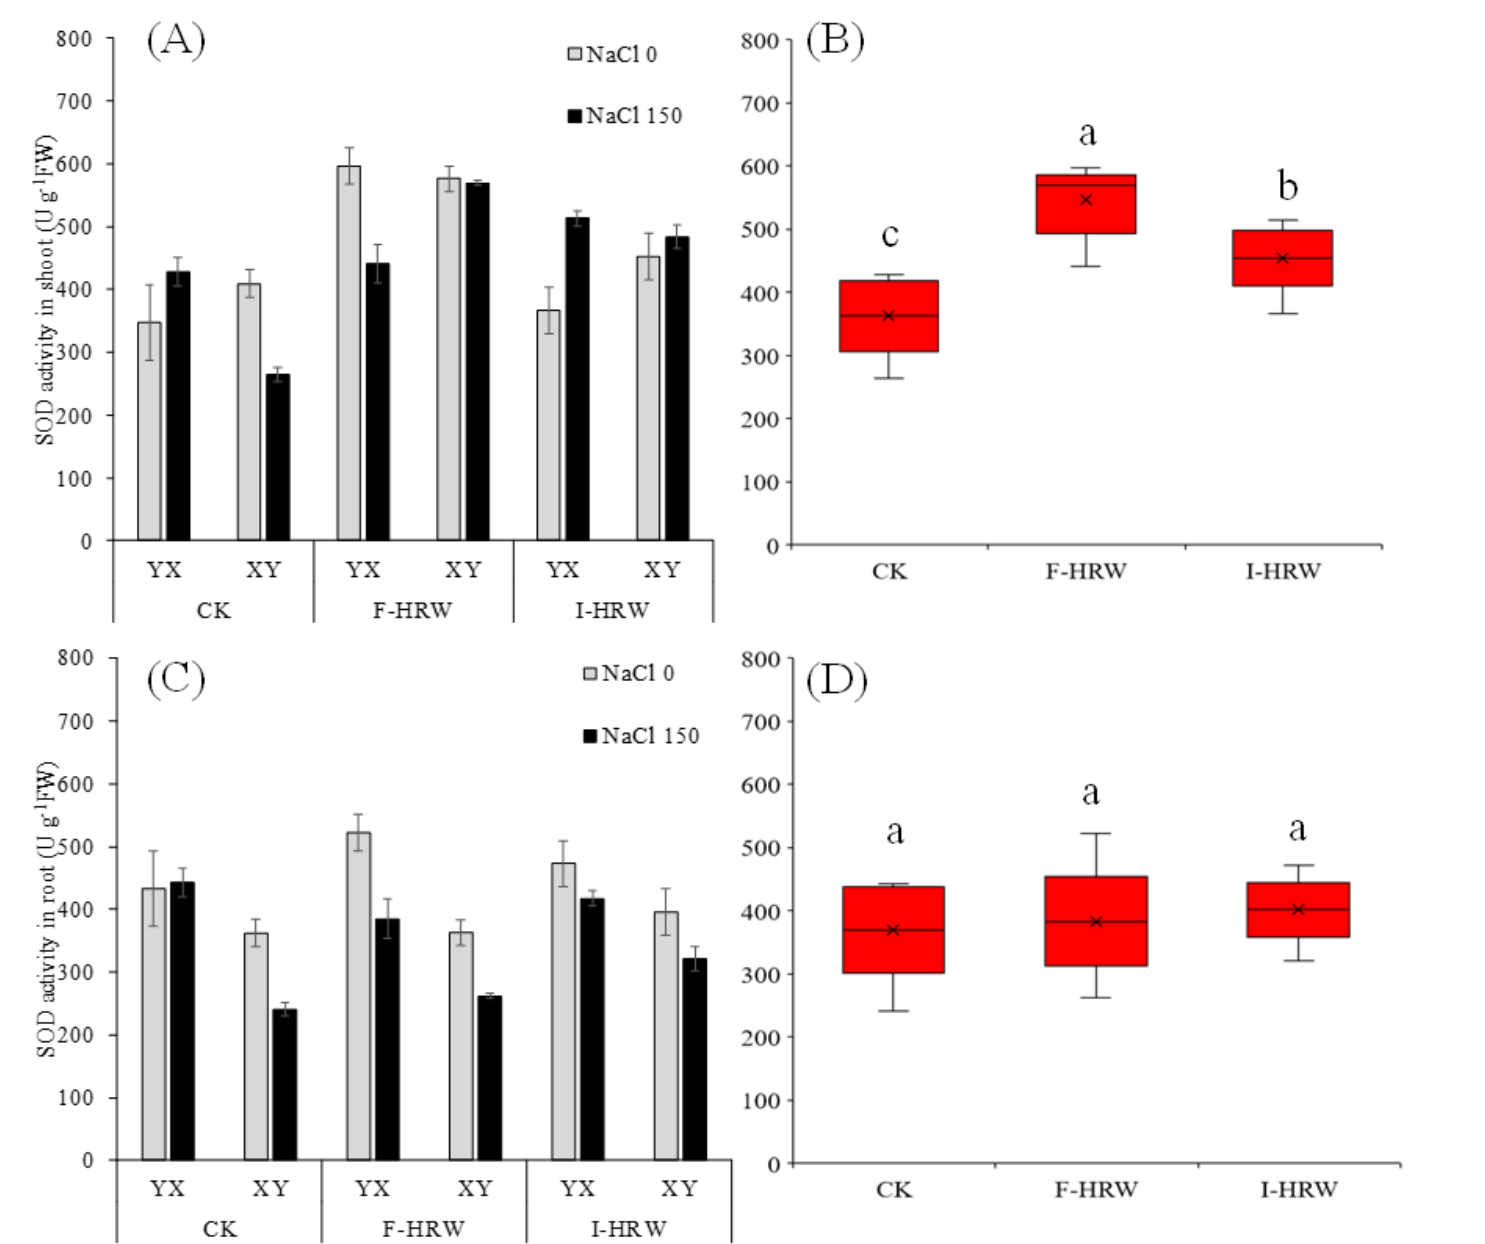 (A)
SOD activity in shoot (U g-1FW)
800
700
600
500
400
300
200
100
0
NaCl 0
NaCl 150
YX XY YX XY YX XY
CK F-HRW I-HRW
(B)
800
700
600
500
400
300
200
100
0
c
a
b
CK F-HRW I-HRW
(C)
SOD activity in root (U g-1FW)
800
700
600
500
400
300
200
100
0
NaCl 0
NaCl 150
YX XY YX XY YX XY
CK F-HRW I-HRW
(D)
800
700
600
500
400
300
200
100
0
a
a
a
CK F-HRW I-HRW